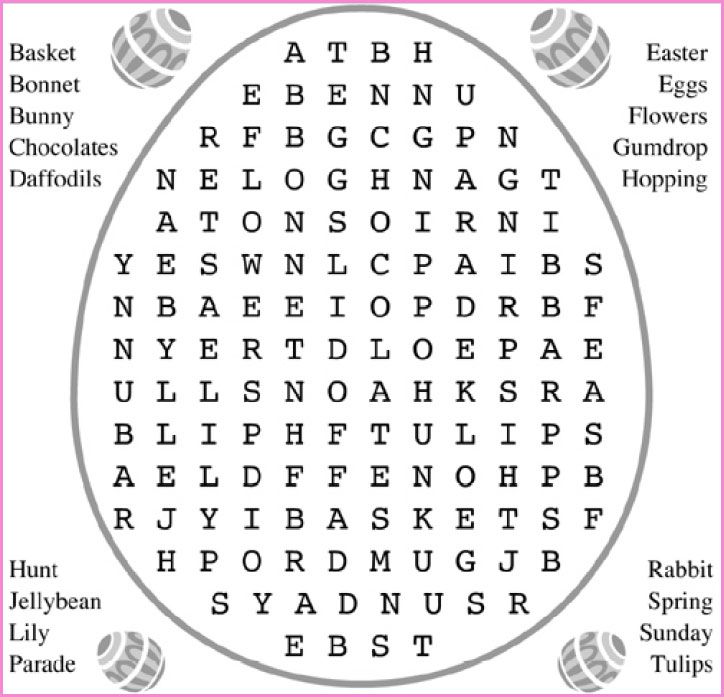 Basket
Bonnet
Bunny
Chocolates
Daffodils
Easter
Eggs
Flowers
Gumdrop
Hopping
A T B H
E B E N N U
R F B G C G P N
N E L O G H N A G T
A T O N S O I R N I
Y E S W N L C P A I B S
N B A E E I O P D R B F
N Y E R T D L O E P A E
U L L S N O A H K S R A
B L I P H F T U L I P S
A E L D F F E N O H P B
R J Y I B A S K E T S F
H P O R D M U G J B
S Y A D N U S R
E B S T
Hunt
Jellybean
Lily
Parade
Rabbit
Spring
Sunday
Tulips